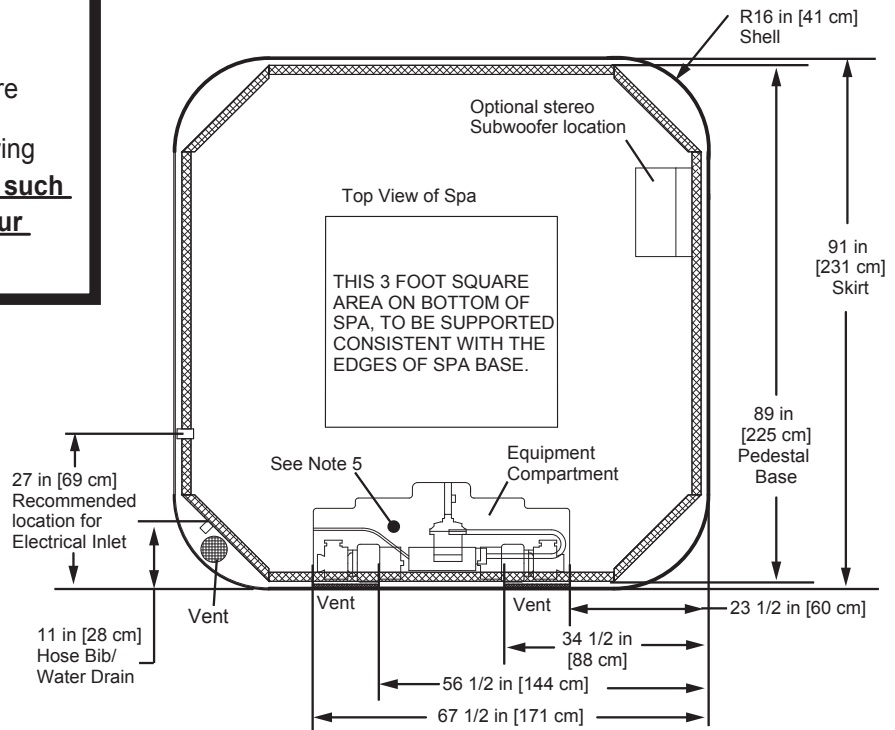 re
ring
such
ur
R16 in [41 cm]
Shell
Optional stereo
Subwoofer location
Top View of Spa
THIS 3 FOOT SQUARE
AREA ON BOTTOM OF
SPA, TO BE SUPPORTED
CONSISTENT WITH THE
EDGES OF SPA BASE.
91 in
[231 cm]
Skirt
89 in
[225 cm]
Pedestal
Base
See Note 5
Equipment
Compartment
27 in [69 cm]
Recommended
location for
Electrical Inlet
Vent
Vent
Vent
11 in [28 cm]
Hose Bib/
Water Drain
23 1/2 in [60 cm]
34 1/2 in
[88 cm]
56 1/2 in [144 cm]
67 1/2 in [171 cm]